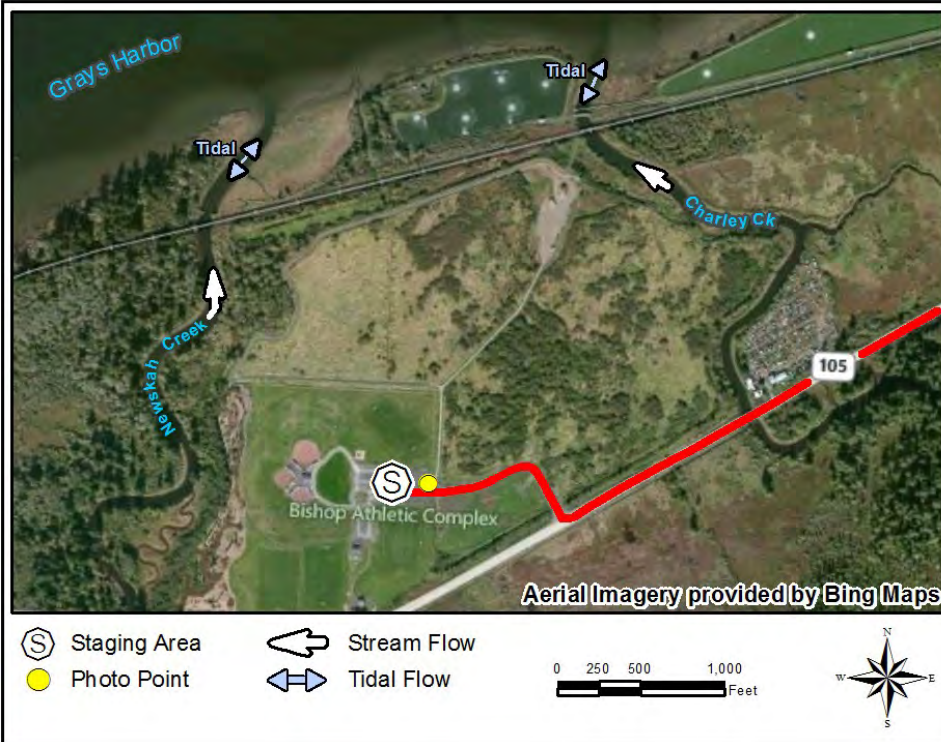 Grays Harbor
Tidal
Tidal
Charley Ck
Newskah Creek
105
S
Bishop Athletic Complex
Aerial Imagery provided by Bing Maps
S Staging Area
Stream Flow
Photo Point
Tidal Flow
0 250 500 1,000
Feet
N
W E
S